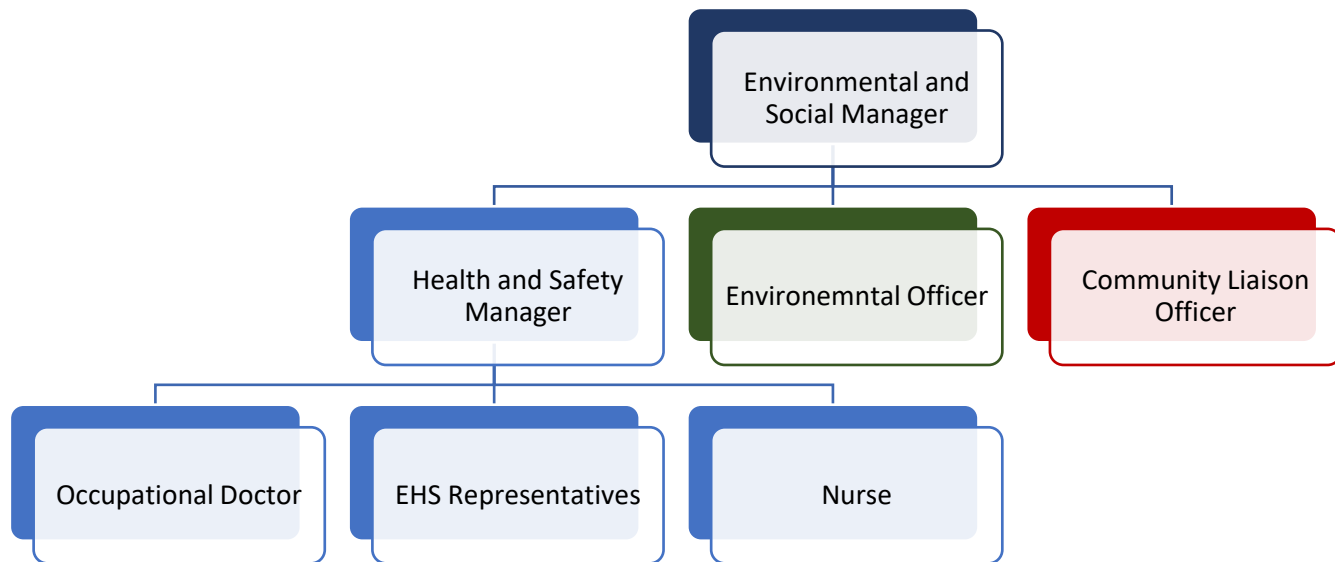 Environmental and
Social Manager
Health and Safety
Manager
Environemntal Officer
Community Liaison
Officer
Occupational Doctor
EHS Representatives
Nurse